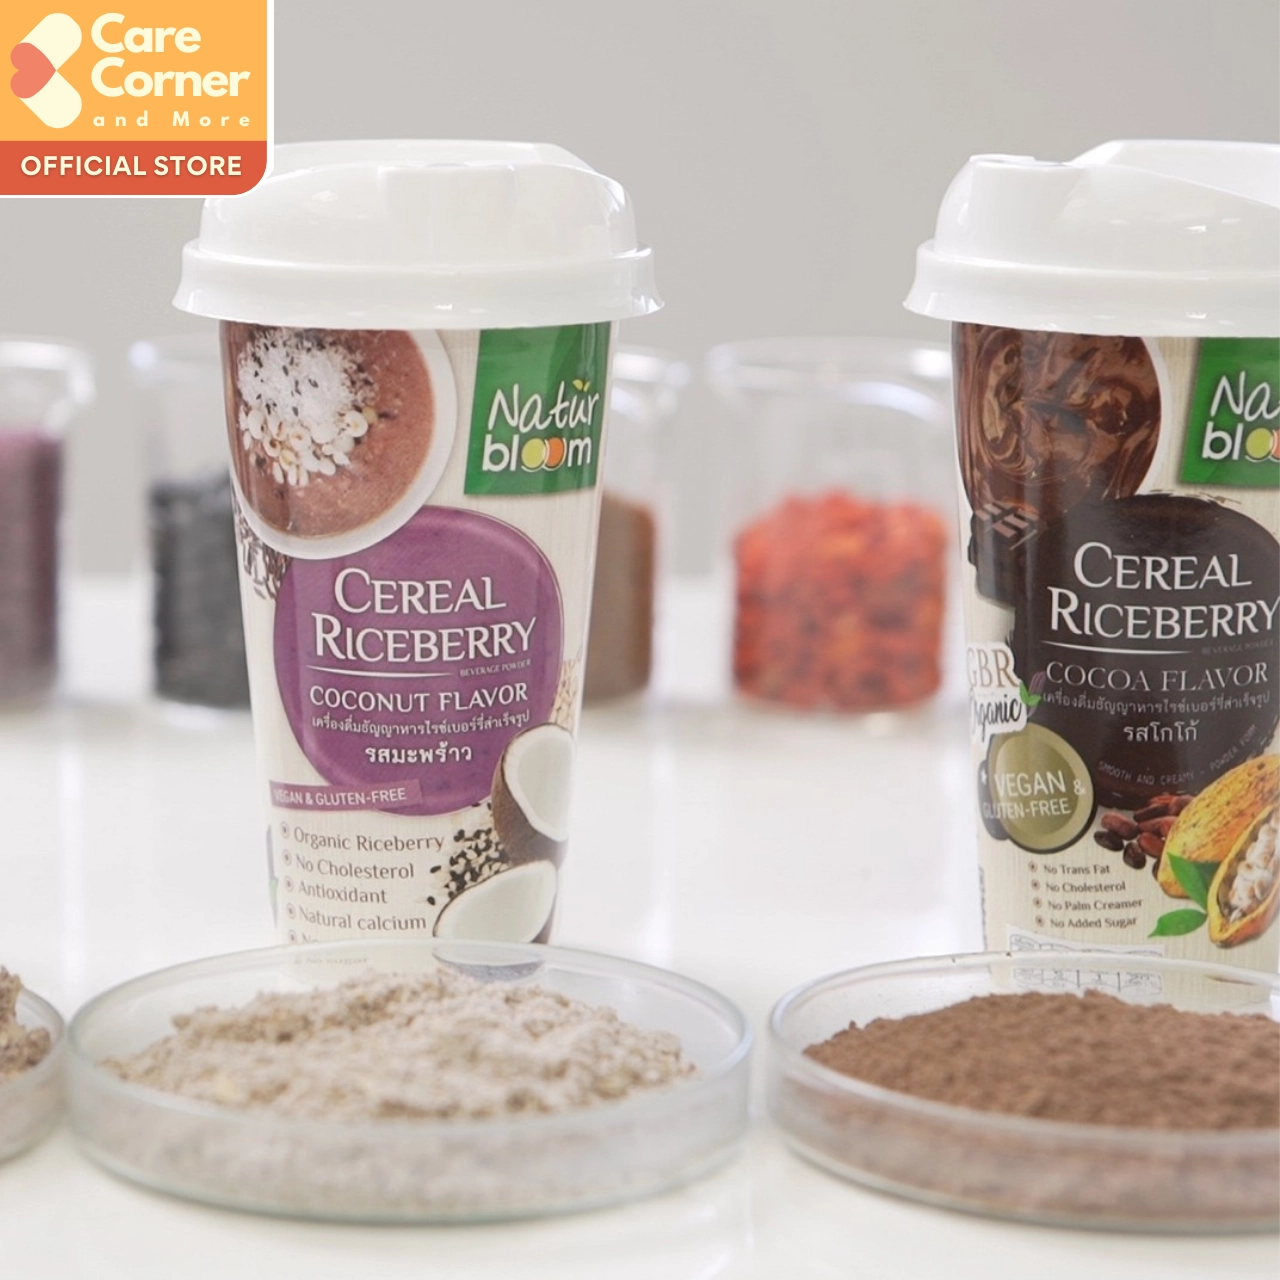 Care
Corner
and More
OFFICIAL STORE
Natur
bloom
CEREAL
RICEBERRY
BEVERAGE POWDER
COCONUT FLAVOR
เครื่องดื่มธัญญาหารไรซ์เบอร์รี่สำเร็จรูป
รสมะพร้าว
VEGAN & GLUTEN-FREE
Organic Riceberry
No Cholesterol
Antioxidant
Natural calcium
Na
bl
CEREAL
RICEBERRY
BEVERAGE POWDER
COCOA FLAVOR
เครื่องดื่มธัญญาหารไรซ์เบอร์รี่สำเร็จรูป
รสโกโก้
SMOOTH AND CREAMY - POWDER FORM
GBR
Organic
VEGAN &
GLUTEN-FREE
No Trans Fat
No Cholesterol
No Palm Creamer
No Added Sugar